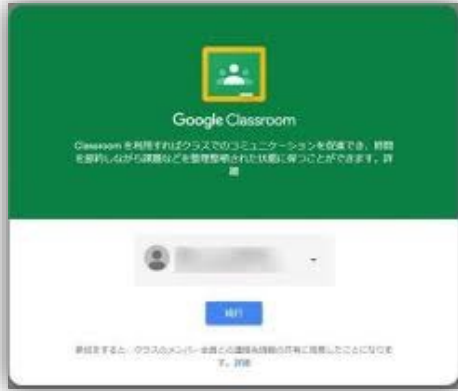 Google Classroom
Classroom を利用すればクラスでのコミュニケーションを促進でき、時間
を節約しながら課題などを整理整頓された状態に保つことができます。詳
細
続行
参加をすると、クラスのメンバー全員との連絡先情報の共有に同意したことになりま
す。詳細